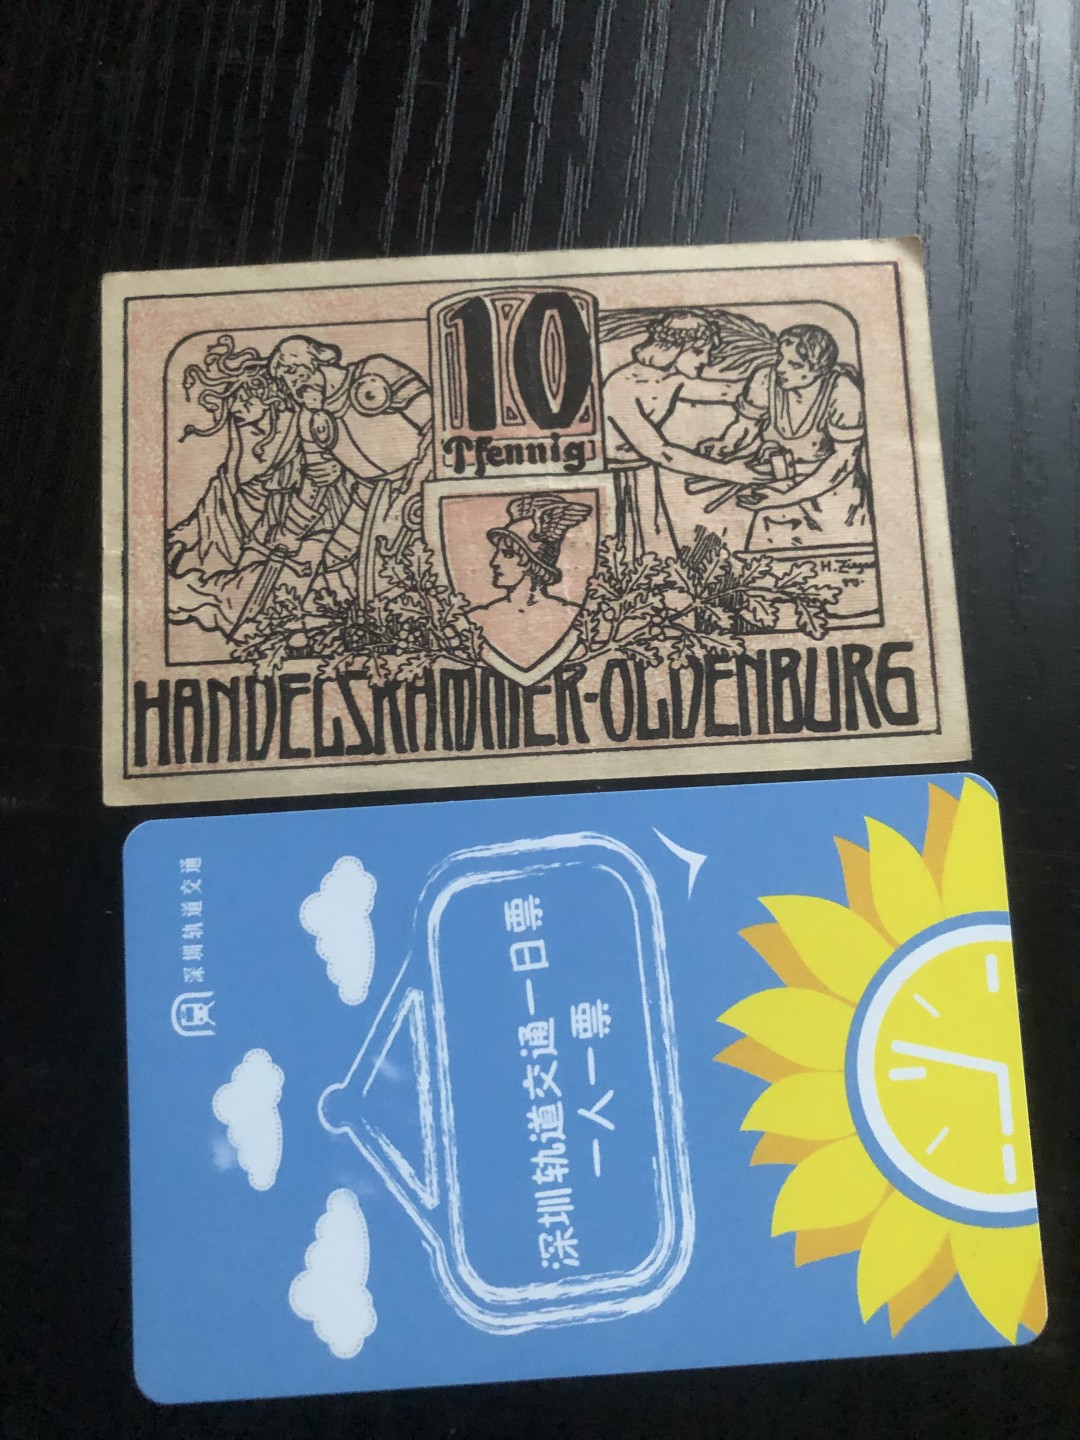 10
Pfennig
H. Zieger
HANDELSKAMMER-OLDENBURG
深圳轨道交通
深圳轨道交通一日票
一人一票